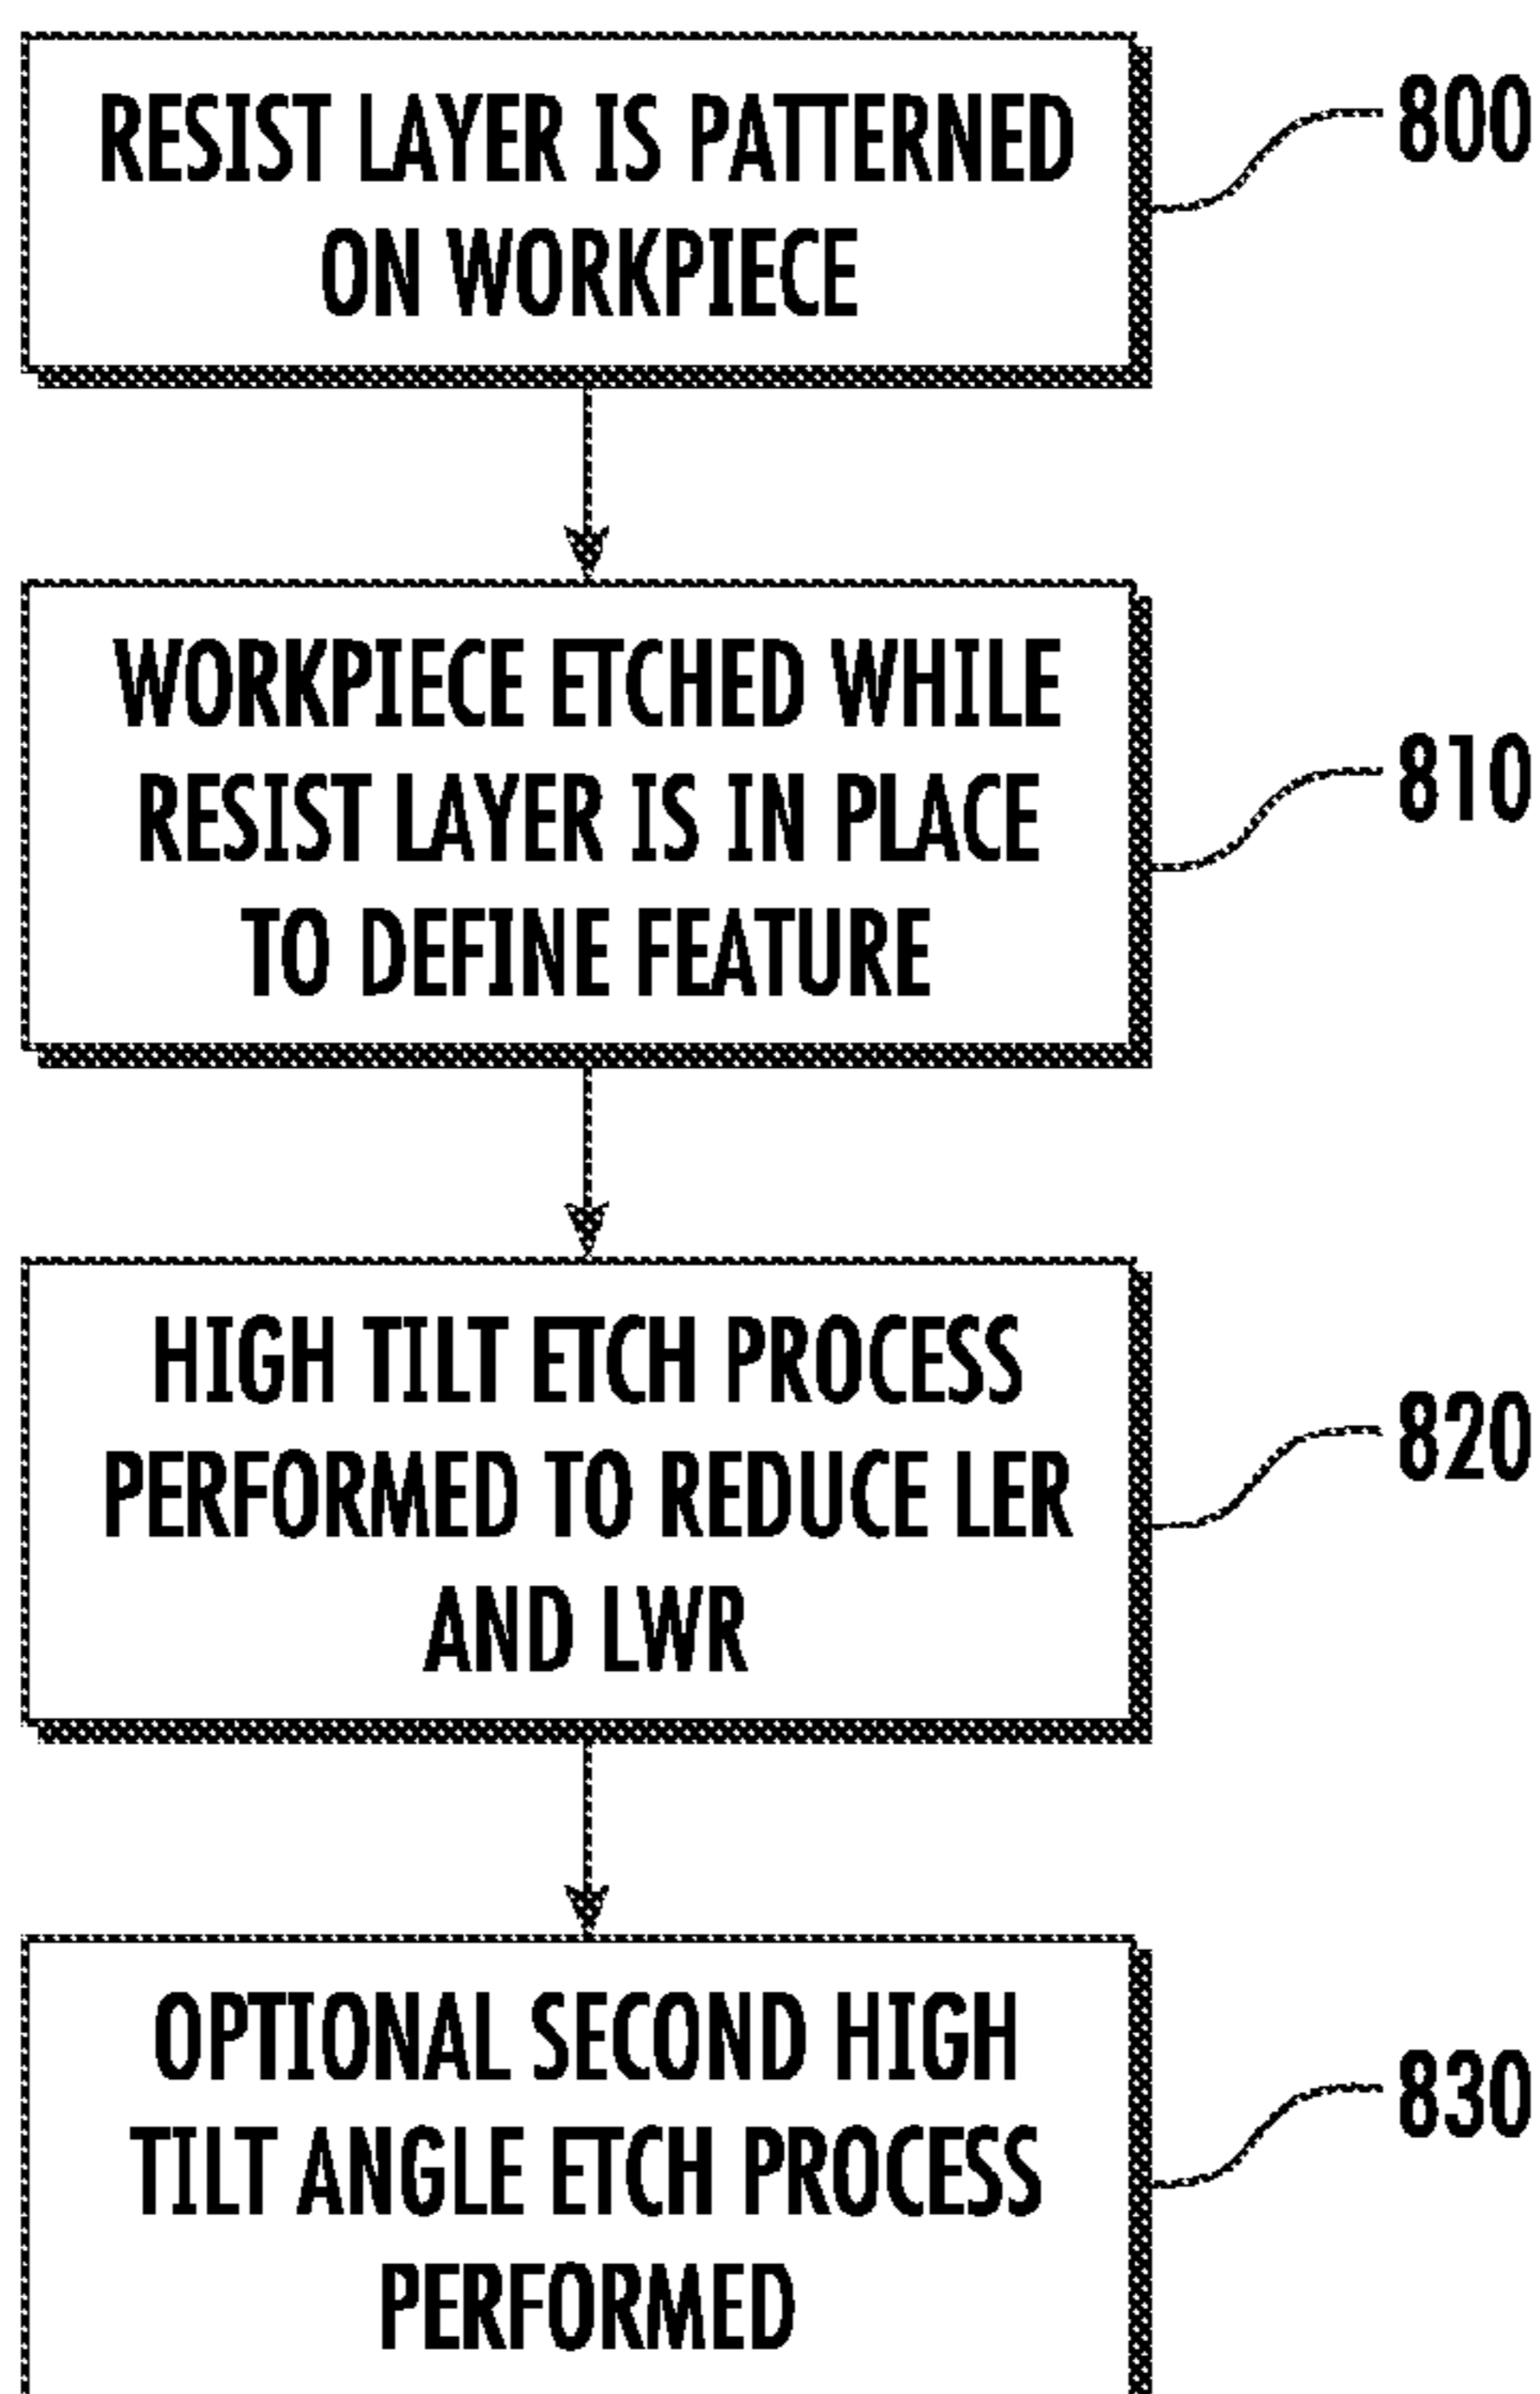 RESIST LAYER IS PATTERNED
ON WORKPIECE
800
WORKPIECE ETCHED WHILE
RESIST LAYER IS IN PLACE
TO DEFINE FEATURE
810
HIGH TILT ETCH PROCESS
PERFORMED TO REDUCE LER
AND LWR
820
OPTIONAL SECOND HIGH
TILT ANGLE ETCH PROCESS
PERFORMED
830